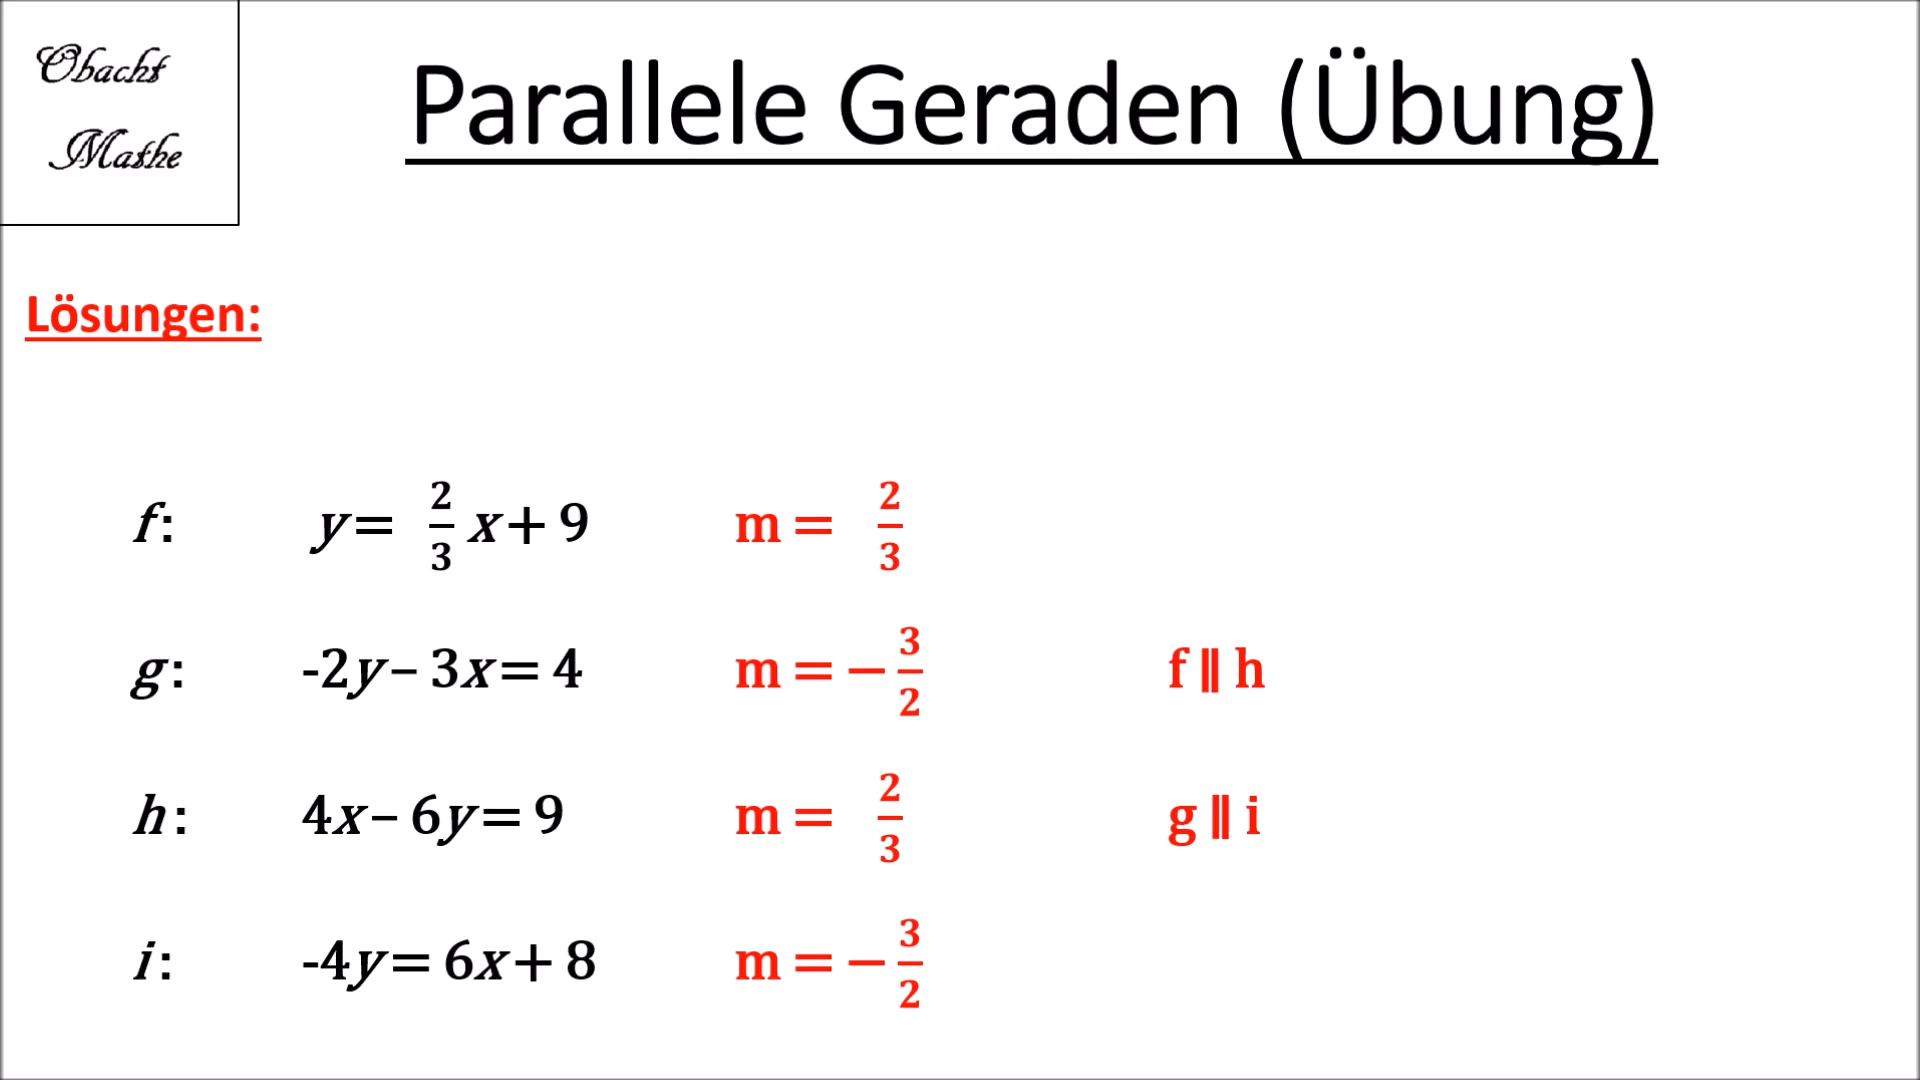 Obacht
Mathe
Parallele Geraden (Übung)
Lösungen:
f: y = 2/3 x + 9 m = 2/3
g: -2y – 3x = 4 m = – 3/2 f ∥ h
h: 4x – 6y = 9 m = 2/3 g ∥ i
i: -4y = 6x + 8 m = – 3/2